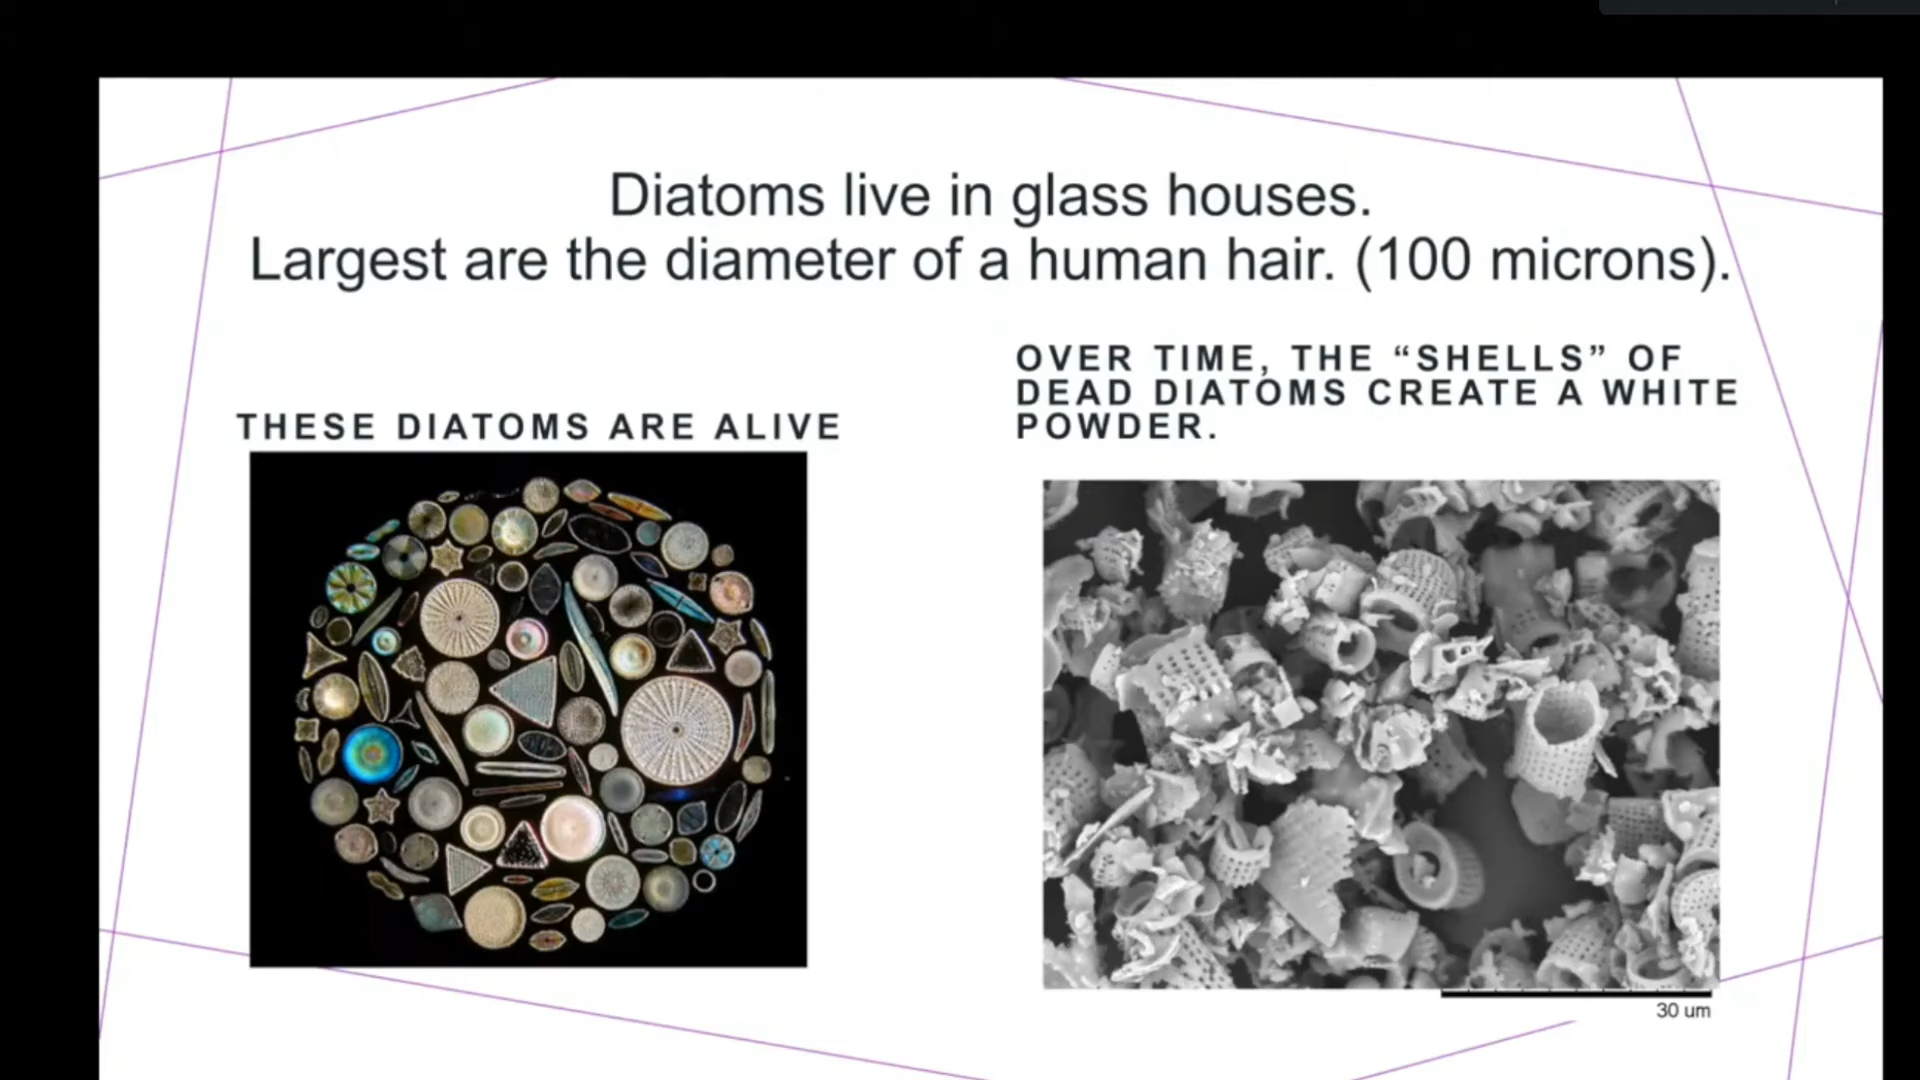 Diatoms live in glass houses.
Largest are the diameter of a human hair. (100 microns).
THESE DIATOMS ARE ALIVE
OVER TIME, THE “SHELLS” OF
DEAD DIATOMS CREATE A WHITE
POWDER.
30 um